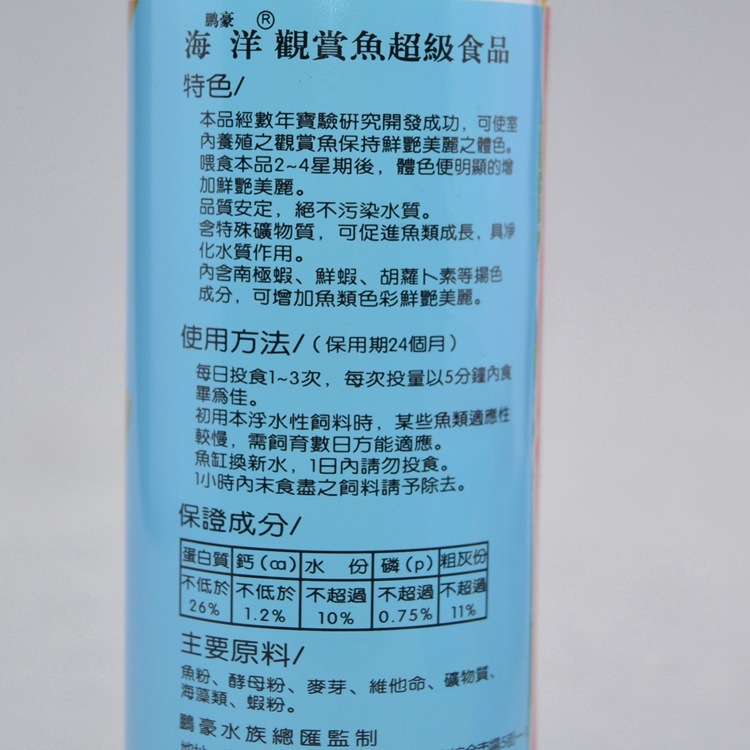 鵬豪 ®
海洋觀賞魚超級食品
特色/
本品經數年寶驗研究開發成功，可使室
內養殖之觀賞魚保持鮮艷美麗之體色。
喂食本品2~4星期後，體色便明顯的增
加鮮艷美麗。
品質安定，絕不污染水質。
含特殊礦物質，可促進魚類成長，具淨
化水質作用。
內含南極蝦、鮮蝦、胡蘿卜素等揚色
成分，可增加魚類色彩鮮艷美麗。
使用方法/（保用期24個月）
每日投食1~3次，每次投量以5分鐘內食
畢為佳。
初用本浮水性飼料時，某些魚類適應性
較慢，需飼育數日方能適應。
魚缸換新水，1日內請勿投食。
1小時內末食盡之飼料請予除去。
保證成分/
蛋白質 鈣(ca) 水 份 磷(p) 粗灰份
不低於 不低於 不超過 不超過 不超過
26% 1.2% 10% 0.75% 11%
主要原料/
魚粉、酵母粉、麥芽、維他命、礦物質、
海藻類、蝦粉。
鵬豪水族總匯監制